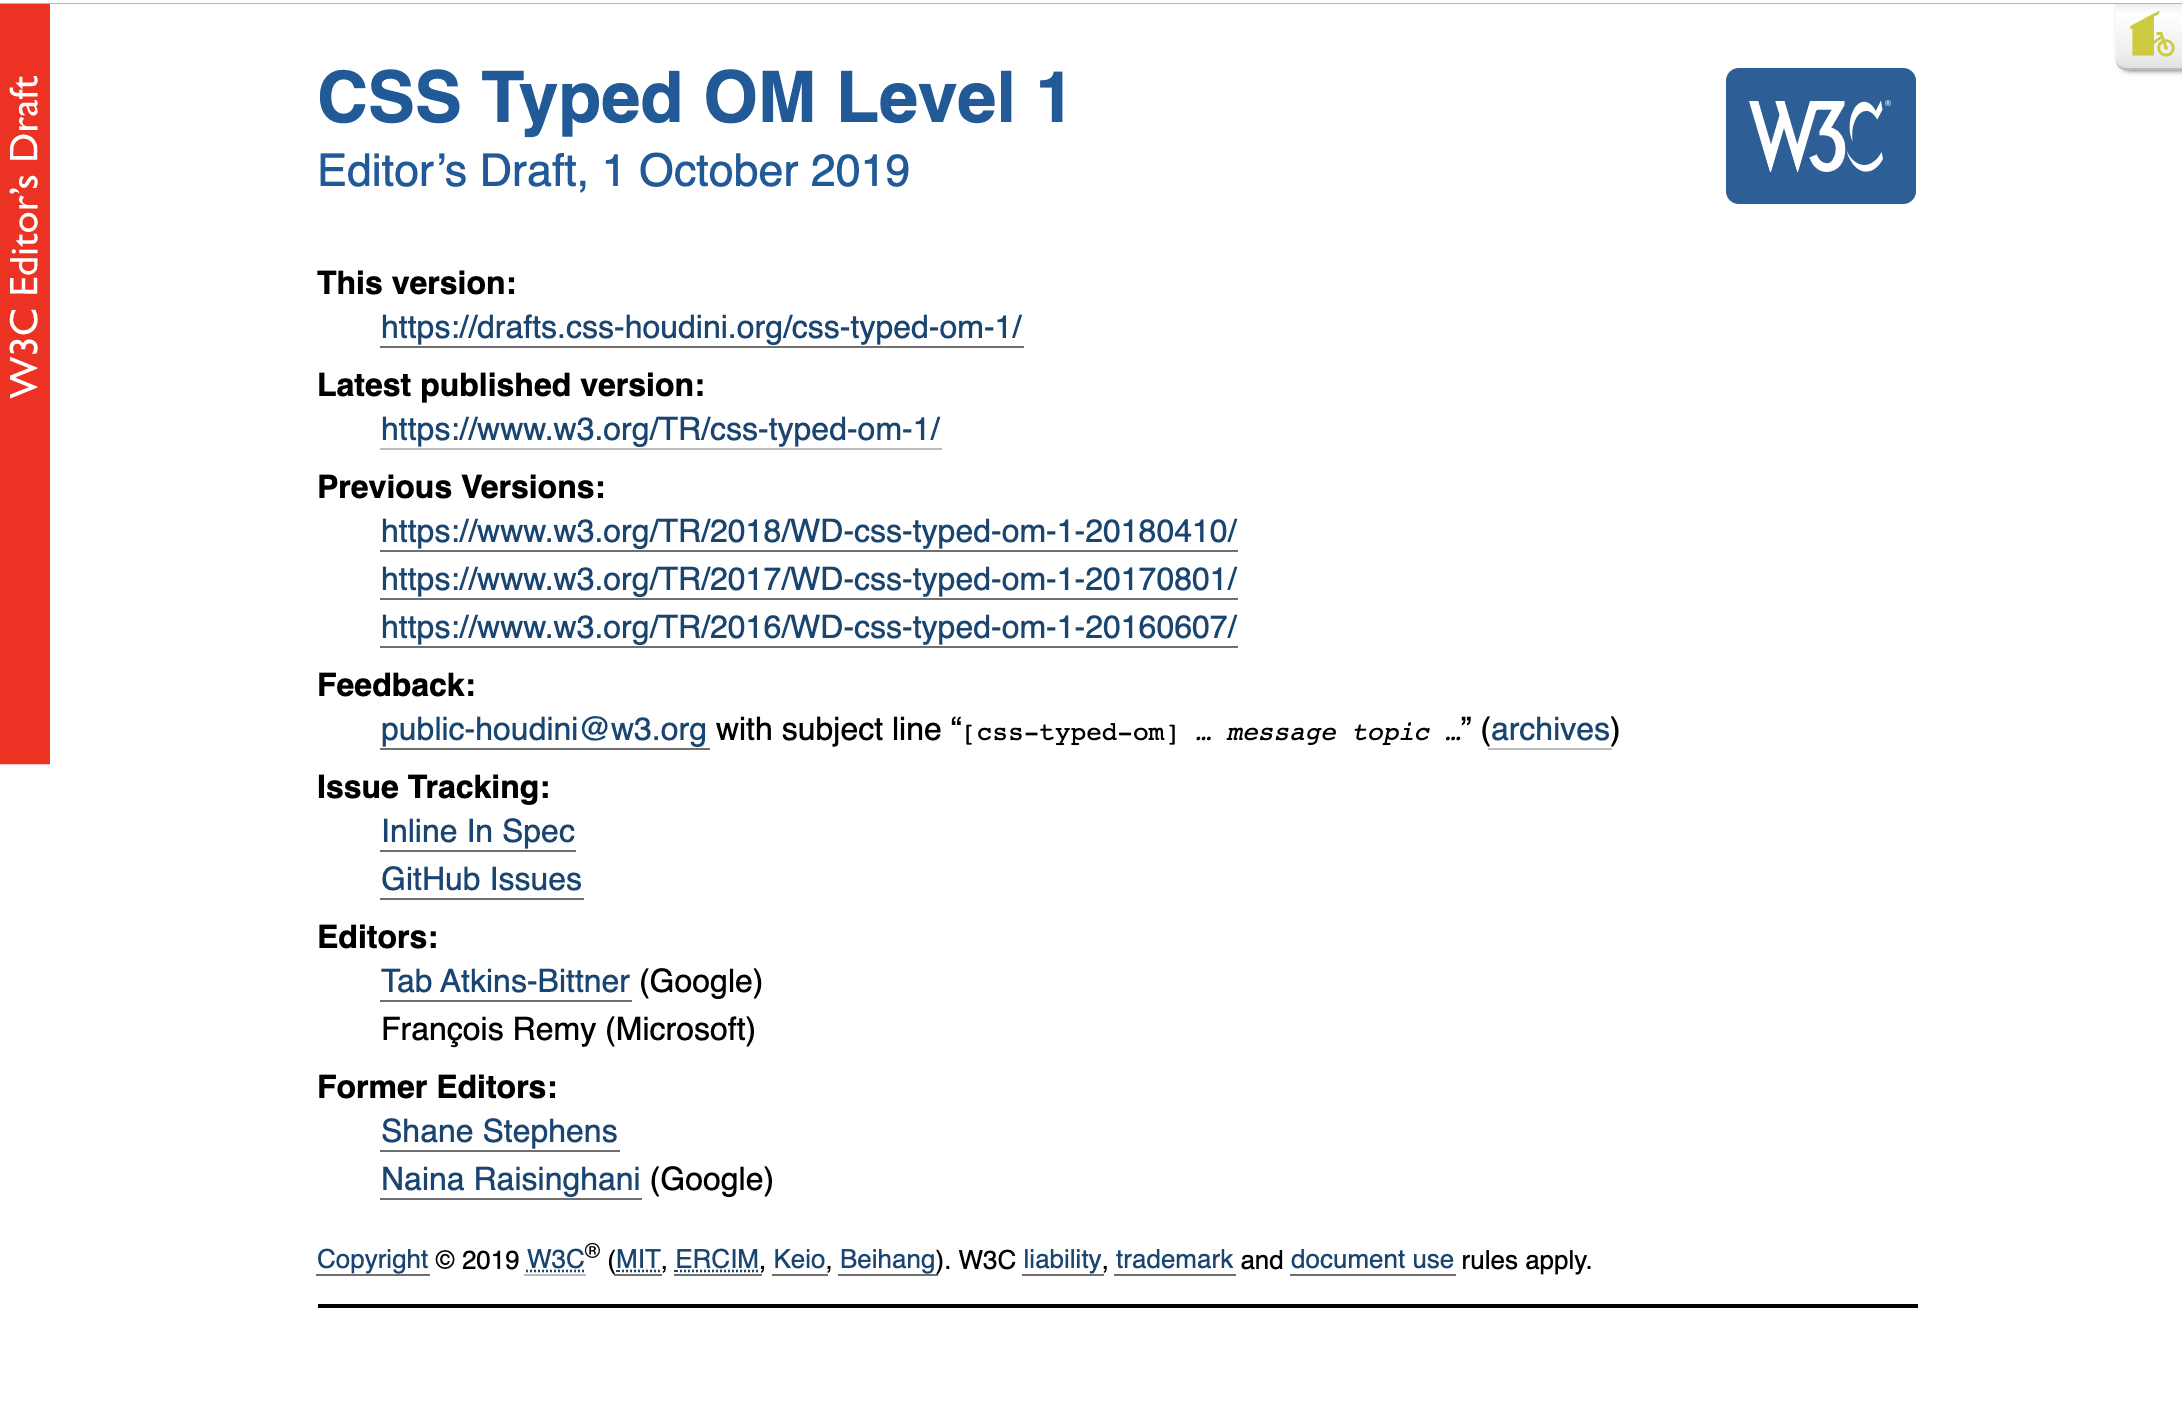 W3C Editor’s Draft
CSS Typed OM Level 1
W3C®
Editor’s Draft, 1 October 2019
This version:
https://drafts.css-houdini.org/css-typed-om-1/
Latest published version:
https://www.w3.org/TR/css-typed-om-1/
Previous Versions:
https://www.w3.org/TR/2018/WD-css-typed-om-1-20180410/
https://www.w3.org/TR/2017/WD-css-typed-om-1-20170801/
https://www.w3.org/TR/2016/WD-css-typed-om-1-20160607/
Feedback:
public-houdini@w3.org with subject line “[css-typed-om] … message topic …” (archives)
Issue Tracking:
Inline In Spec
GitHub Issues
Editors:
Tab Atkins-Bittner (Google)
François Remy (Microsoft)
Former Editors:
Shane Stephens
Naina Raisinghani (Google)
Copyright © 2019 W3C® (MIT, ERCIM, Keio, Beihang). W3C liability, trademark and document use rules apply.